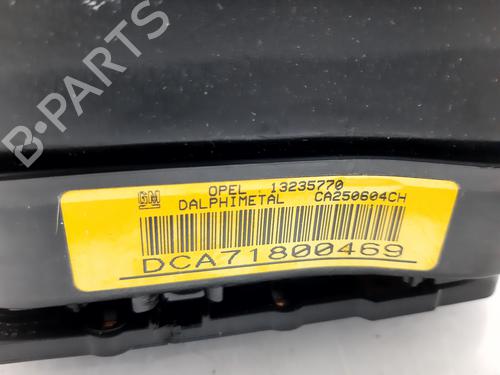 B-PARTS
GM OPEL 13235770
DALPHIMETAL CA250604CH
DCA71800469